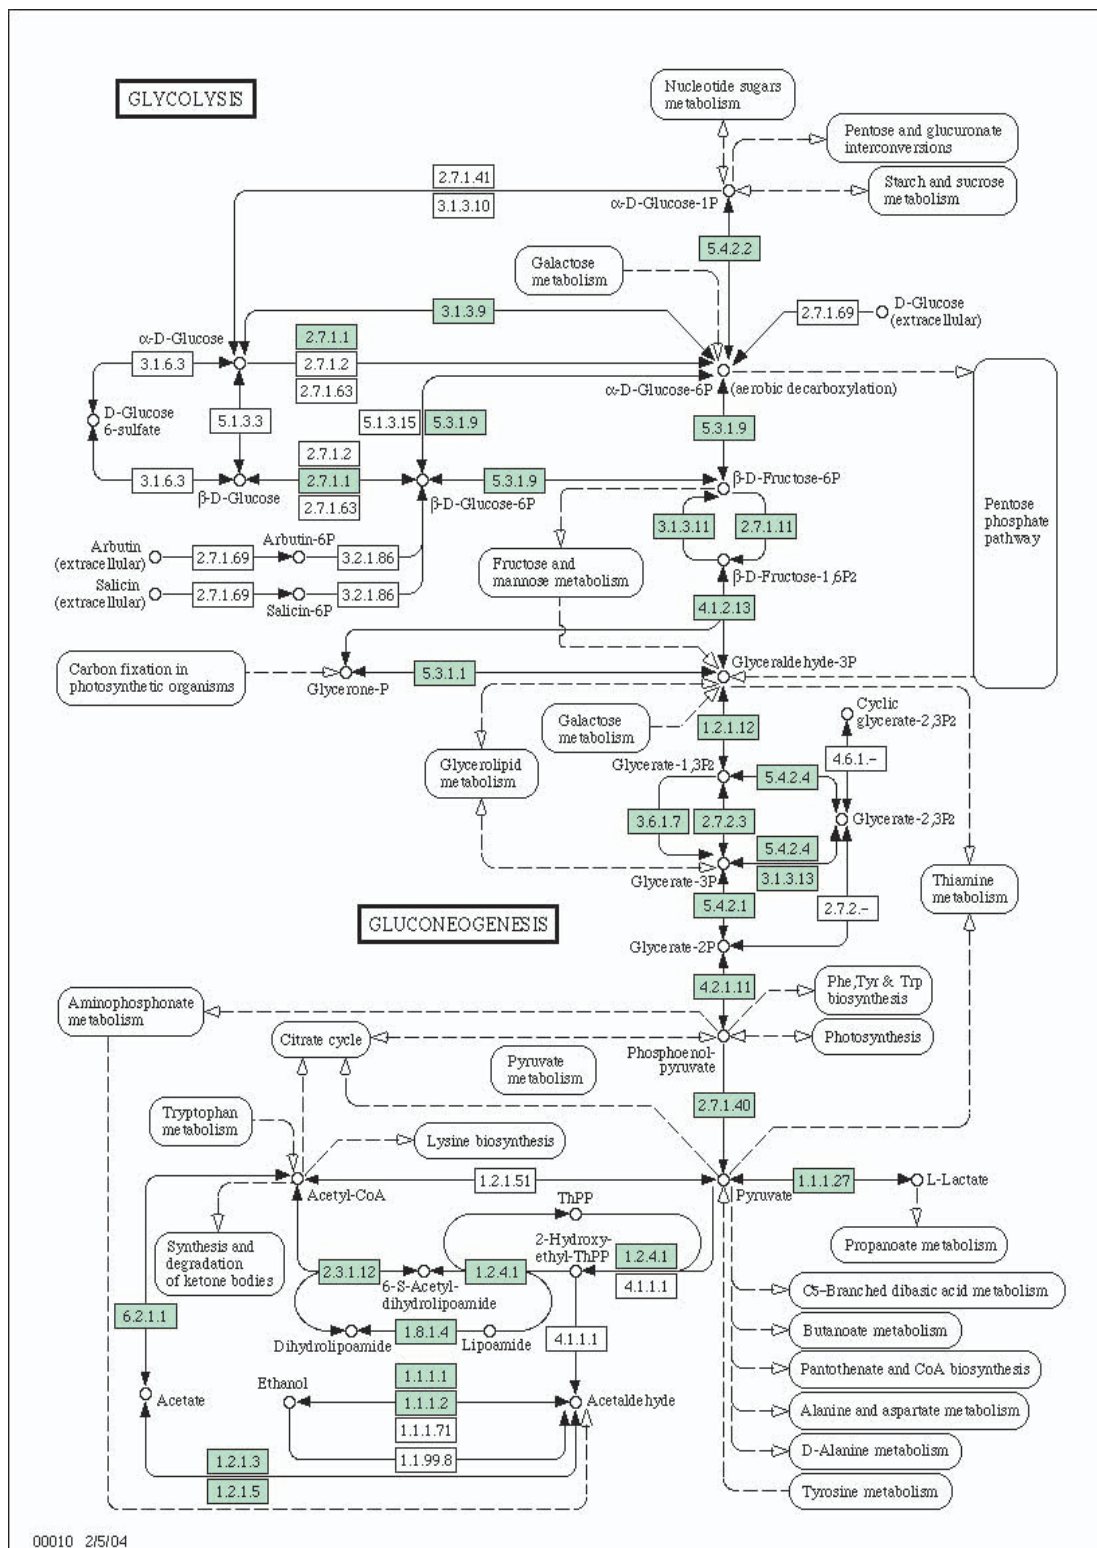 GLYCOLYSIS
Nucleotide sugars
metabolism
Pentose and glucuronate
interconversions
2.7.1.41
3.1.3.10
α-D-Glucose-1P
Starch and sucrose
metabolism
5.4.2.2
Galactose
metabolism
3.1.3.9
2.7.1.69
D-Glucose
(extracellular)
α-D-Glucose
2.7.1.1
3.1.6.3
2.7.1.2
2.7.1.63
α-D-Glucose-6P
(aerobic decarboxylation)
D-Glucose
6-sulfate
5.1.3.3
5.1.3.15
5.3.1.9
5.3.1.9
2.7.1.2
3.1.6.3
2.7.1.1
2.7.1.63
β-D-Glucose
5.3.1.9
β-D-Glucose-6P
β-D-Fructose-6P
Pentose
phosphate
pathway
3.1.3.11
2.7.1.11
Arbutin
(extracellular)
2.7.1.69
Arbutin-6P
3.2.1.86
Fructose and
mannose metabolism
β-D-Fructose-1,6P2
Salicin
(extracellular)
2.7.1.69
Salicin-6P
3.2.1.86
4.1.2.13
Carbon fixation in
photosynthetic organisms
Glycerone-P
5.3.1.1
Glyceraldehyde-3P
Galactose
metabolism
1.2.1.12
Cyclic
glycerate-2,3P2
Glycerolipid
metabolism
Glycerate-1,3P2
5.4.2.4
4.6.1.-
3.6.1.7
2.7.2.3
Glycerate-2,3P2
5.4.2.4
3.1.3.13
Glycerate-3P
Thiamine
metabolism
GLUCONEOGENESIS
5.4.2.1
2.7.2.-
Glycerate-2P
4.2.1.11
Phe,Tyr & Trp
biosynthesis
Aminophosphonate
metabolism
Citrate cycle
Pyruvate
metabolism
Phosphoenol-
pyruvate
Photosynthesis
2.7.1.40
Tryptophan
metabolism
Lysine biosynthesis
Acetyl-CoA
1.2.1.51
Pyruvate
1.1.1.27
L-Lactate
ThPP
Synthesis and
degradation
of ketone bodies
2-Hydroxy-
ethyl-ThPP
Propanoate metabolism
2.3.1.12
6-S-Acetyl-
dihydrolipoamide
1.2.4.1
1.2.4.1
4.1.1.1
C5-Branched dibasic acid metabolism
6.2.1.1
Dihydrolipoamide
1.8.1.4
Lipoamide
4.1.1.1
Butanoate metabolism
Pantothenate and CoA biosynthesis
Acetate
Ethanol
1.1.1.1
1.1.1.2
1.1.1.71
1.1.99.8
Acetaldehyde
Alanine and aspartate metabolism
D-Alanine metabolism
1.2.1.3
1.2.1.5
Tyrosine metabolism
00010 2/5/04